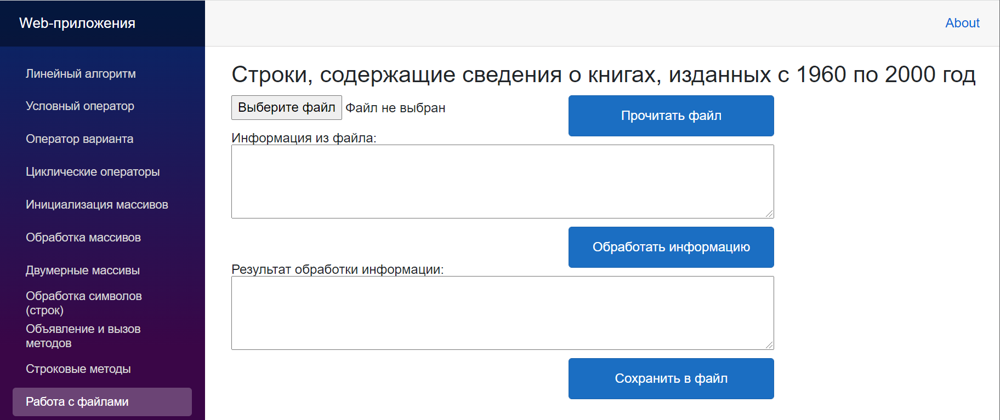 Web-приложения
About
Линейный алгоритм
Условный оператор
Оператор варианта
Циклические операторы
Инициализация массивов
Обработка массивов
Двумерные массивы
Обработка символов
(строк)
Объявление и вызов
методов
Строковые методы
Работа с файлами
Строки, содержащие сведения о книгах, изданных с 1960 по 2000 год
Выберите файл Файл не выбран
Прочитать файл
Информация из файла:
Обработать информацию
Результат обработки информации:
Сохранить в файл